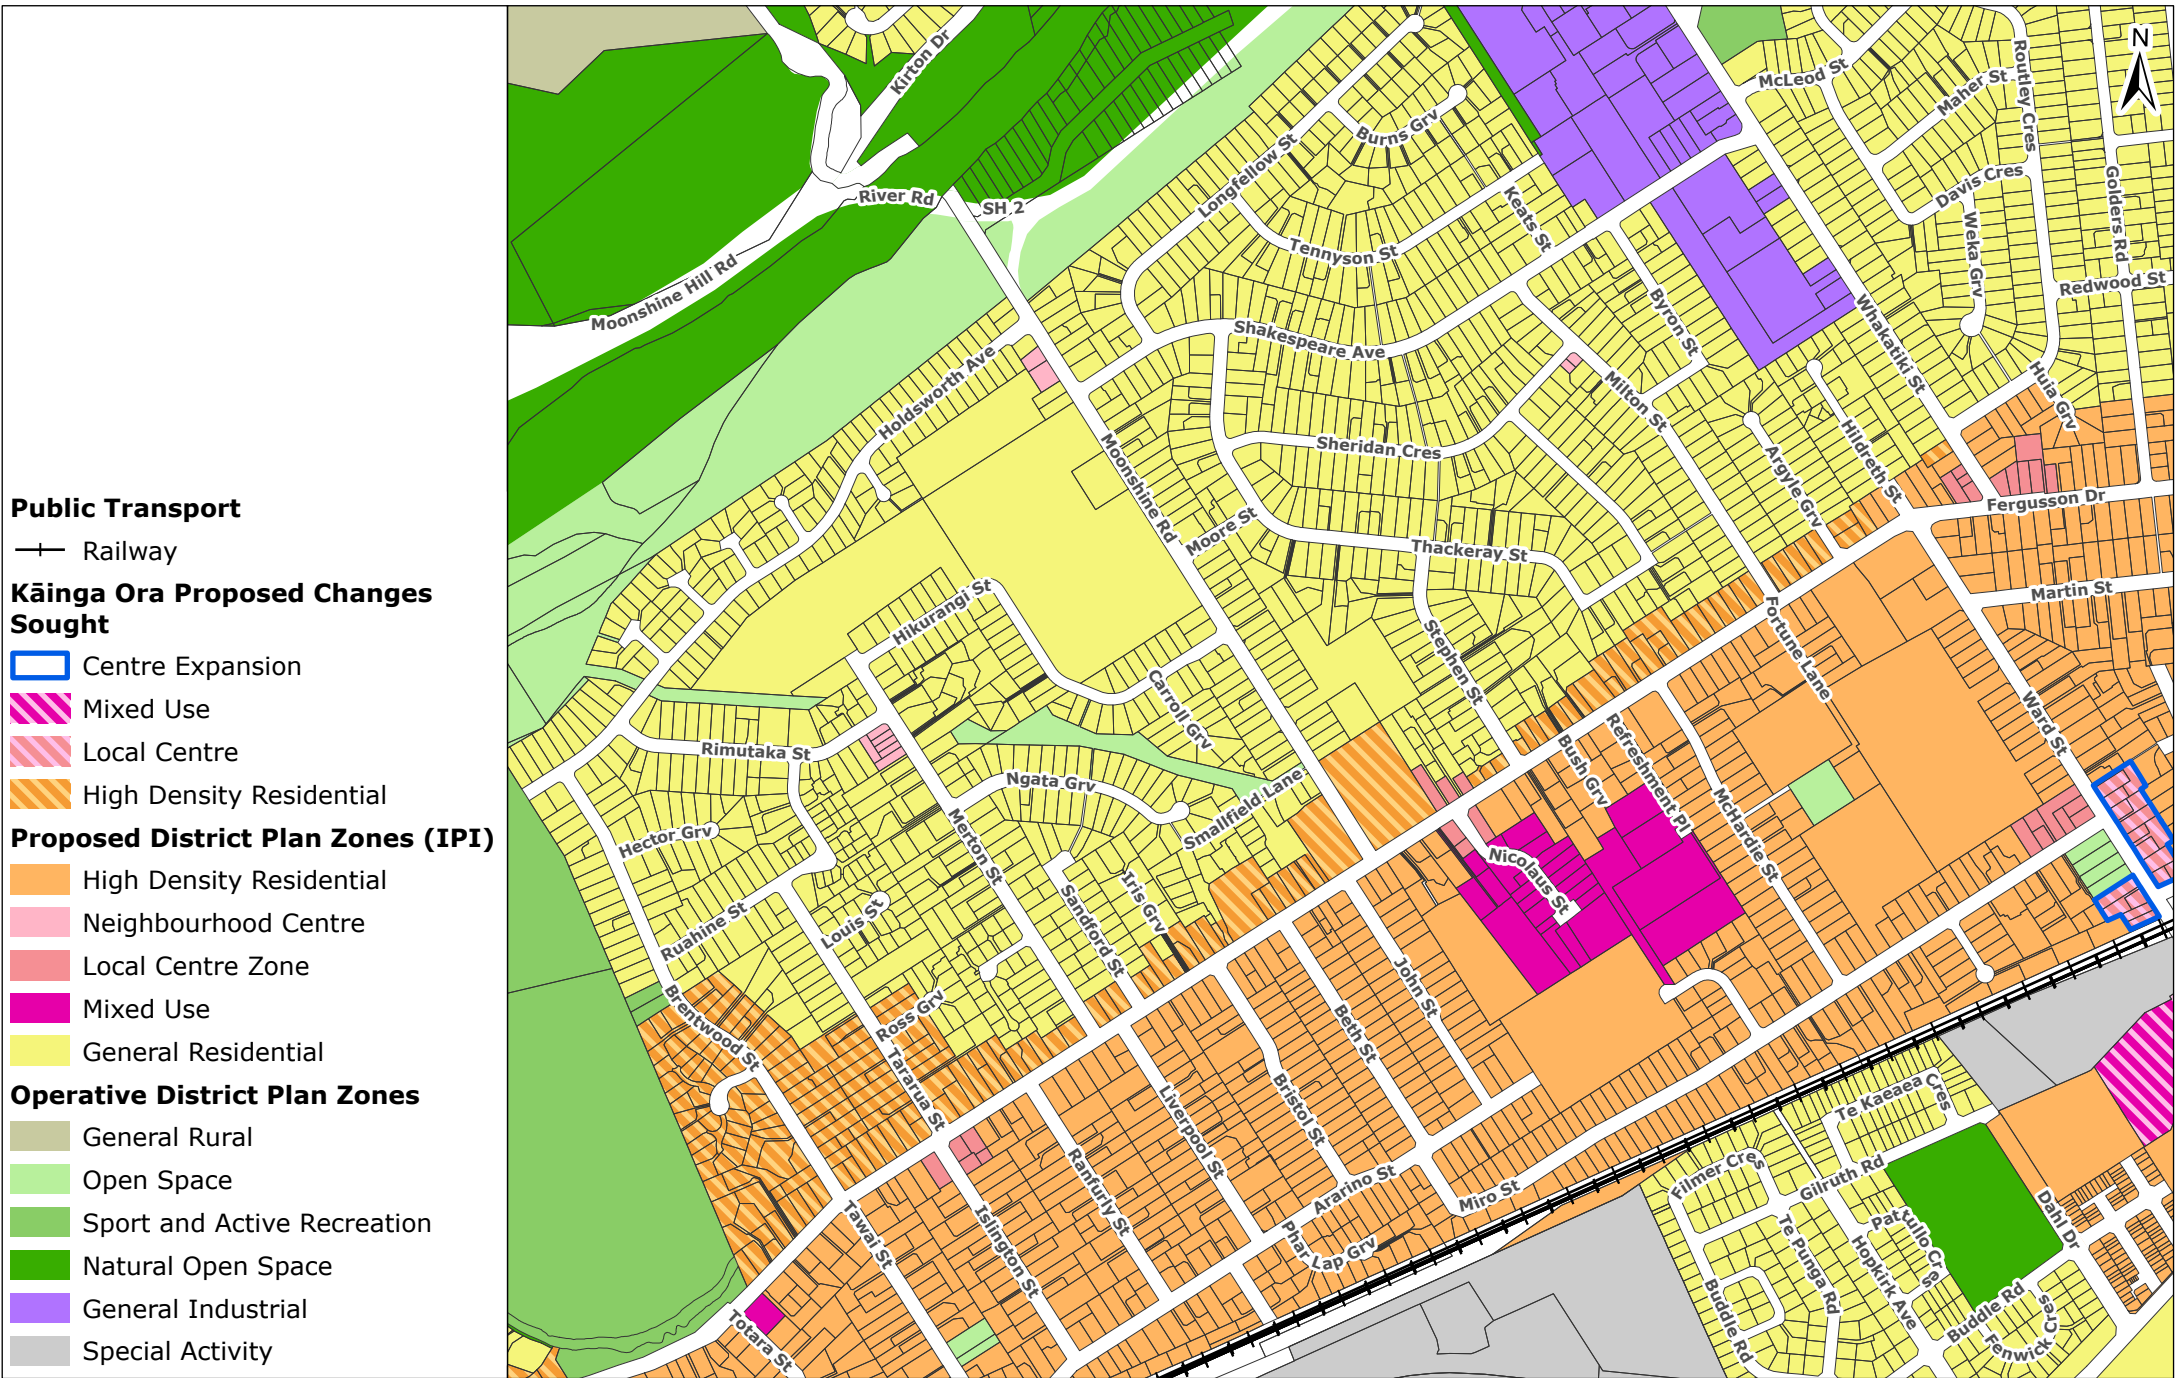 Public Transport
Railway
Kāinga Ora Proposed Changes
Sought
Centre Expansion
Mixed Use
Local Centre
High Density Residential
Proposed District Plan Zones (IPI)
High Density Residential
Neighbourhood Centre
Local Centre Zone
Mixed Use
General Residential
Operative District Plan Zones
General Rural
Open Space
Sport and Active Recreation
Natural Open Space
General Industrial
Special Activity
N
Kirton Dr
River Rd
SH 2
Moonshine Hill Rd
Longfellow St
Burns Grv
Tennyson St
Keats St
McLeod St
Maher St
Routley Cres
Davis Cres
Weka Grv
Golders Rd
Redwood St
Holdsworth Ave
Shakespeare Ave
Byron St
Whakatiki St
Huia Grv
Milton St
Sheridan Cres
Moonshine Rd
Moore St
Thackeray St
Argyle Grv
Hildreth St
Fergusson Dr
Martin St
Hikurangi St
Carroll Grv
Stephen St
Fortune Lane
Ward St
Rimutaka St
Ngata Grv
Smallfield Lane
Bush Grv
Refreshment Pl
McHardie St
Hector Grv
Merton St
Nicolaus St
Ruahine St
Louis St
Sandford St
Iris Grv
Brentwood St
Ross Grv
Tararua St
John St
Beth St
Bristol St
Liverpool St
Ranfurly St
Islington St
Tawai St
Totara St
Ararino St
Phar Lap Grv
Miro St
Te Kaeaea Cres
Filmer Cres
Gilruth Rd
Pattullo Cres
Te Punga Rd
Hopkirk Ave
Dahl Dr
Buddle Rd
Buddle Rd
Fenwick Cres